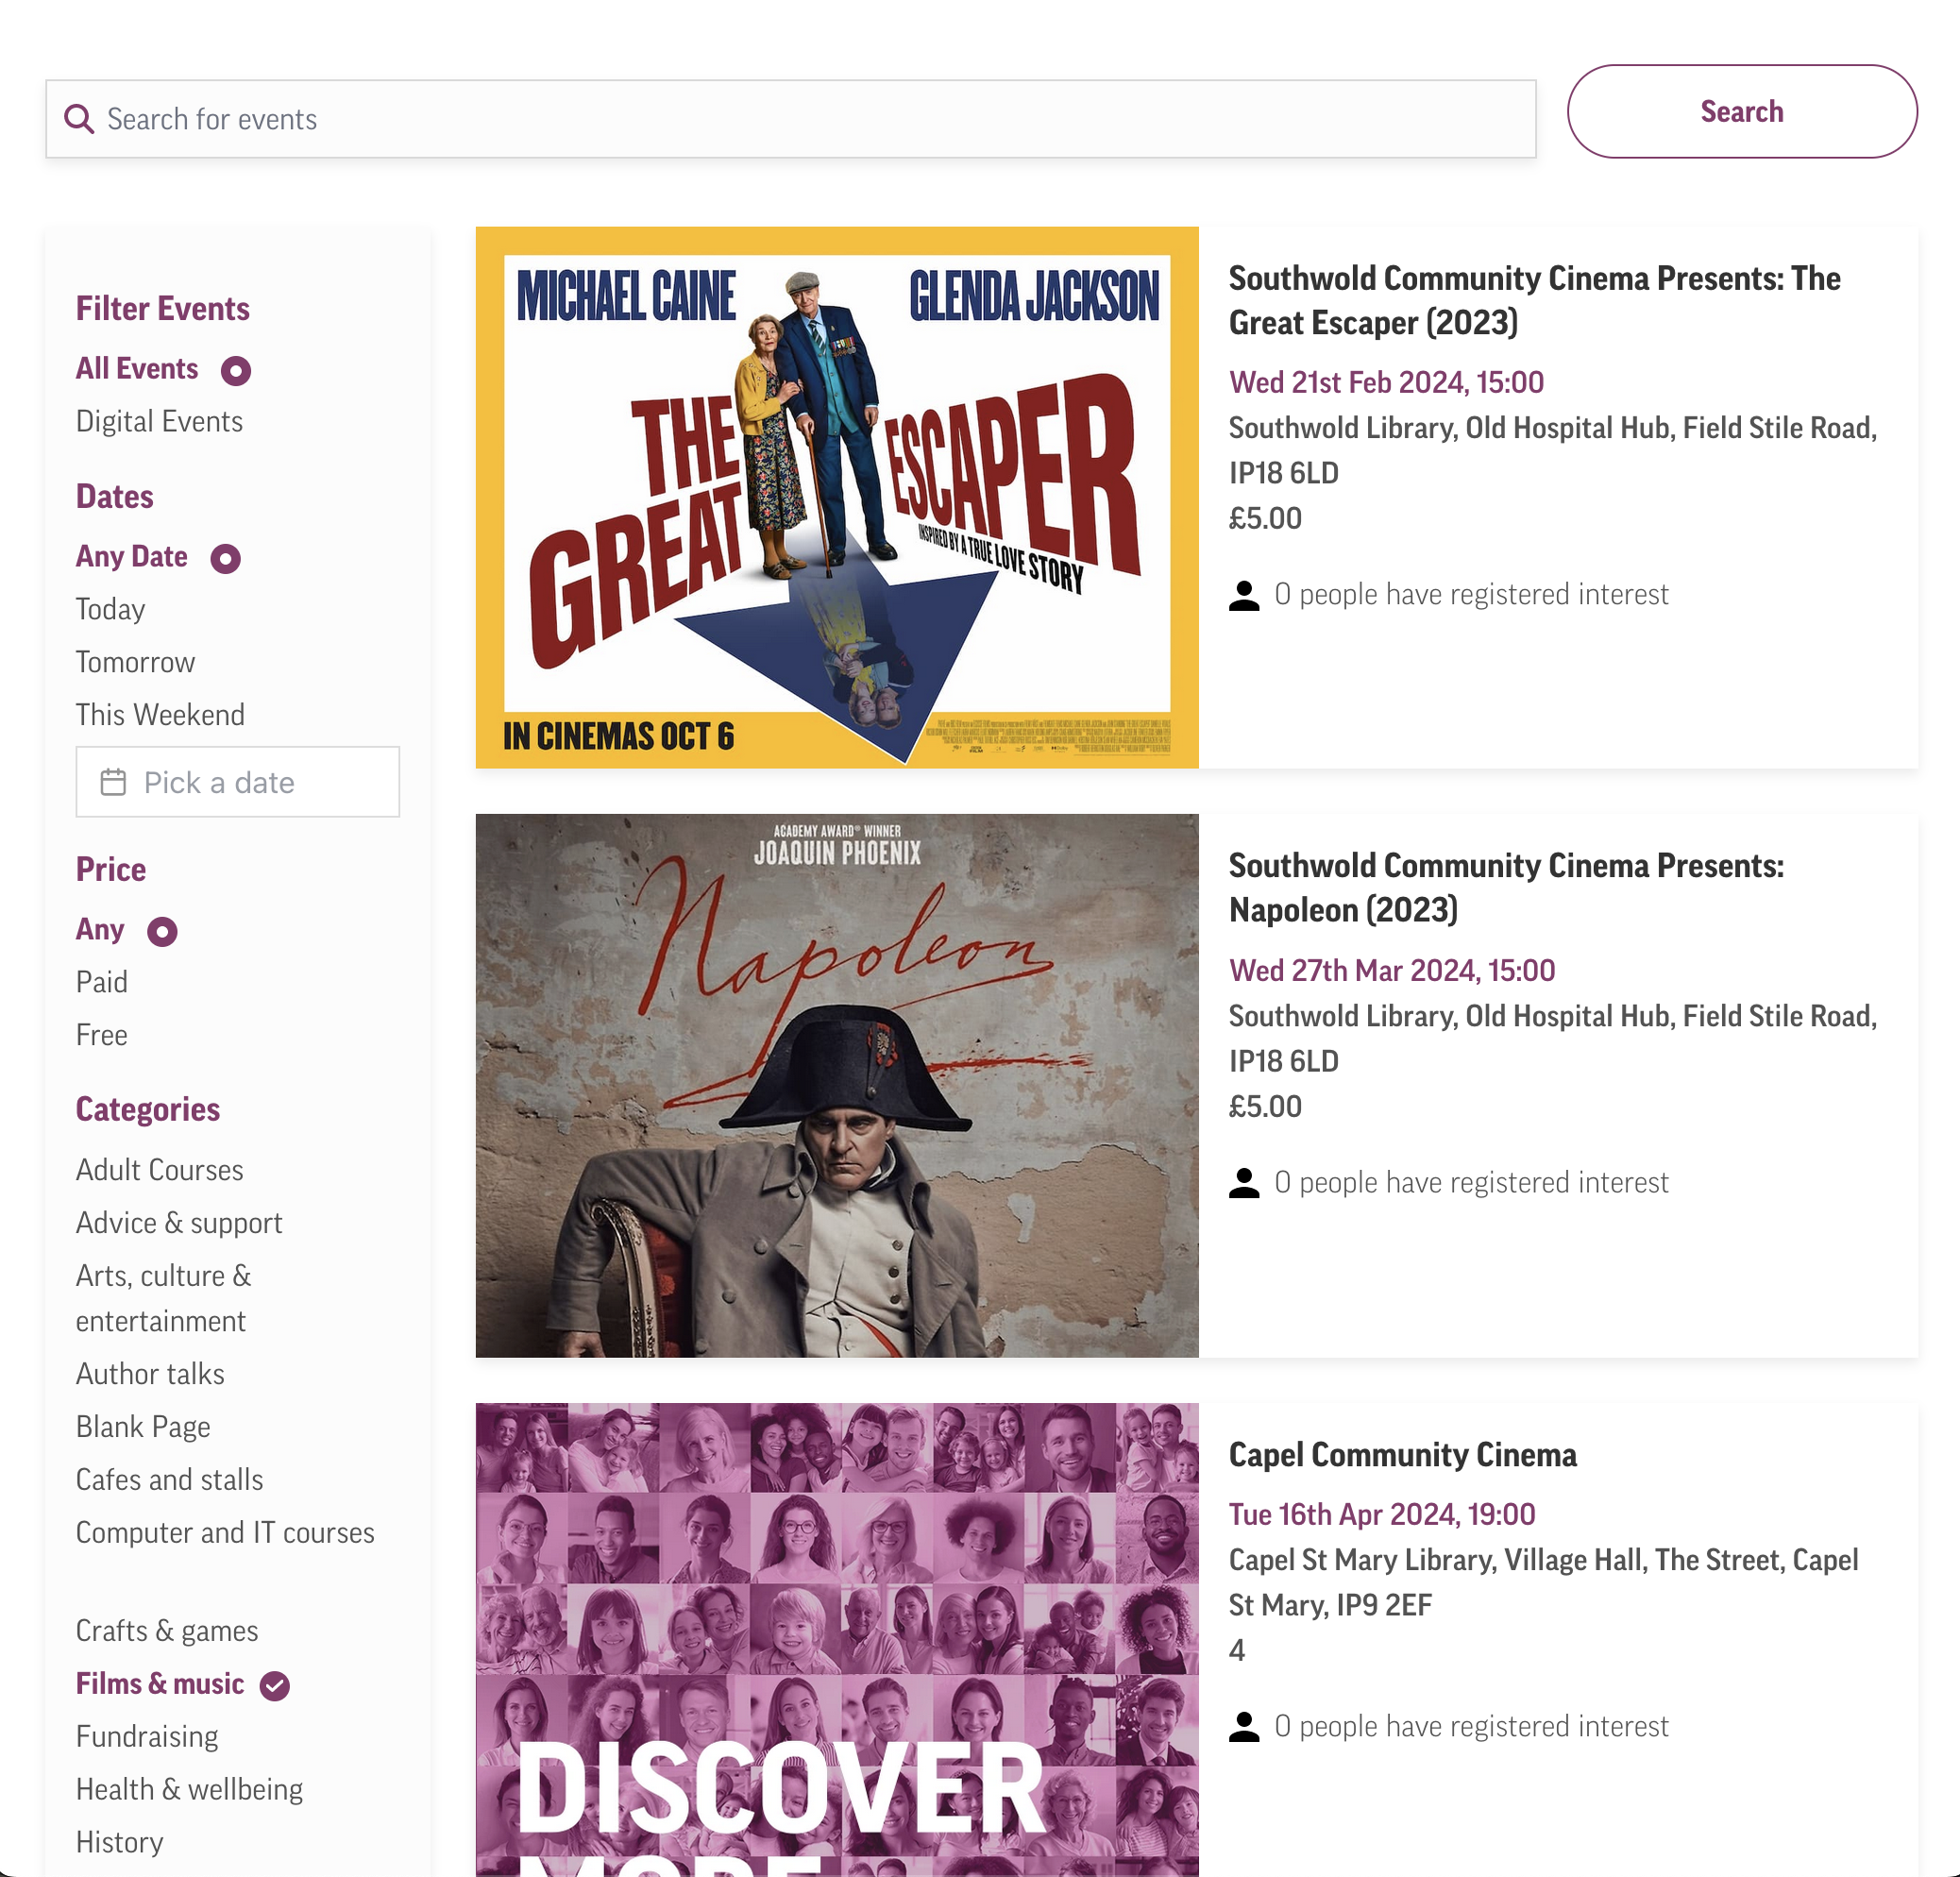 Search for events
Search
Filter Events
All Events
Digital Events
Dates
Any Date
Today
Tomorrow
This Weekend
Pick a date
Price
Any
Paid
Free
Categories
Adult Courses
Advice & support
Arts, culture &
entertainment
Author talks
Blank Page
Cafes and stalls
Computer and IT courses
Crafts & games
Films & music
Fundraising
Health & wellbeing
History
MICHAEL CAINE
GLENDA JACKSON
THE
GREAT
ESCAPER
INSPIRED BY A TRUE LOVE STORY
IN CINEMAS OCT 6
Southwold Community Cinema Presents: The
Great Escaper (2023)
Wed 21st Feb 2024, 15:00
Southwold Library, Old Hospital Hub, Field Stile Road,
IP18 6LD
£5.00
0 people have registered interest
ACADEMY AWARD® WINNER
JOAQUIN PHOENIX
Napoleon
Southwold Community Cinema Presents:
Napoleon (2023)
Wed 27th Mar 2024, 15:00
Southwold Library, Old Hospital Hub, Field Stile Road,
IP18 6LD
£5.00
0 people have registered interest
DISCOVER
MORE
Capel Community Cinema
Tue 16th Apr 2024, 19:00
Capel St Mary Library, Village Hall, The Street, Capel
St Mary, IP9 2EF
4
0 people have registered interest